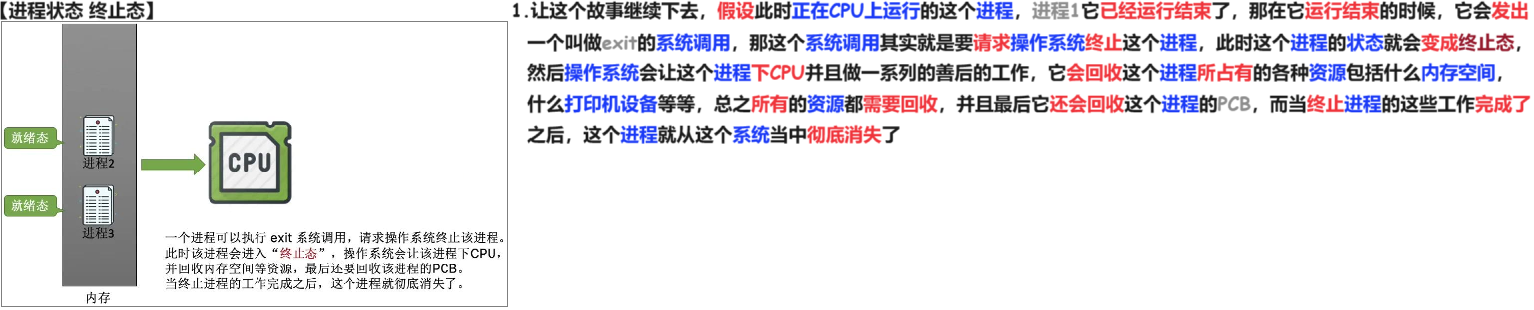 【进程状态 终止态】
就绪态
进程2
就绪态
进程3
CPU
一个进程可以执行 exit 系统调用，请求操作系统终止该进程。
此时该进程会进入“终止态”，操作系统会让该进程下CPU，
并回收内存空间等资源，最后还要回收该进程的PCB。
当终止进程的工作完成之后，这个进程就彻底消失了。
内存
1.让这个故事继续下去，假设此时正在CPU上运行的这个进程，进程1它已经运行结束了，那在它运行结束的时候，它会发出
一个叫做exit的系统调用，那这个系统调用其实就是要请求操作系统终止这个进程，此时这个进程的状态就会变成终止态，
然后操作系统会让这个进程下CPU并且做一系列的善后的工作，它会回收这个进程所占有的各种资源包括什么内存空间，
什么打印机设备等等，总之所有的资源都需要回收，并且最后它还会回收这个进程的PCB，而当终止进程的这些工作完成了
之后，这个进程就从这个系统当中彻底消失了